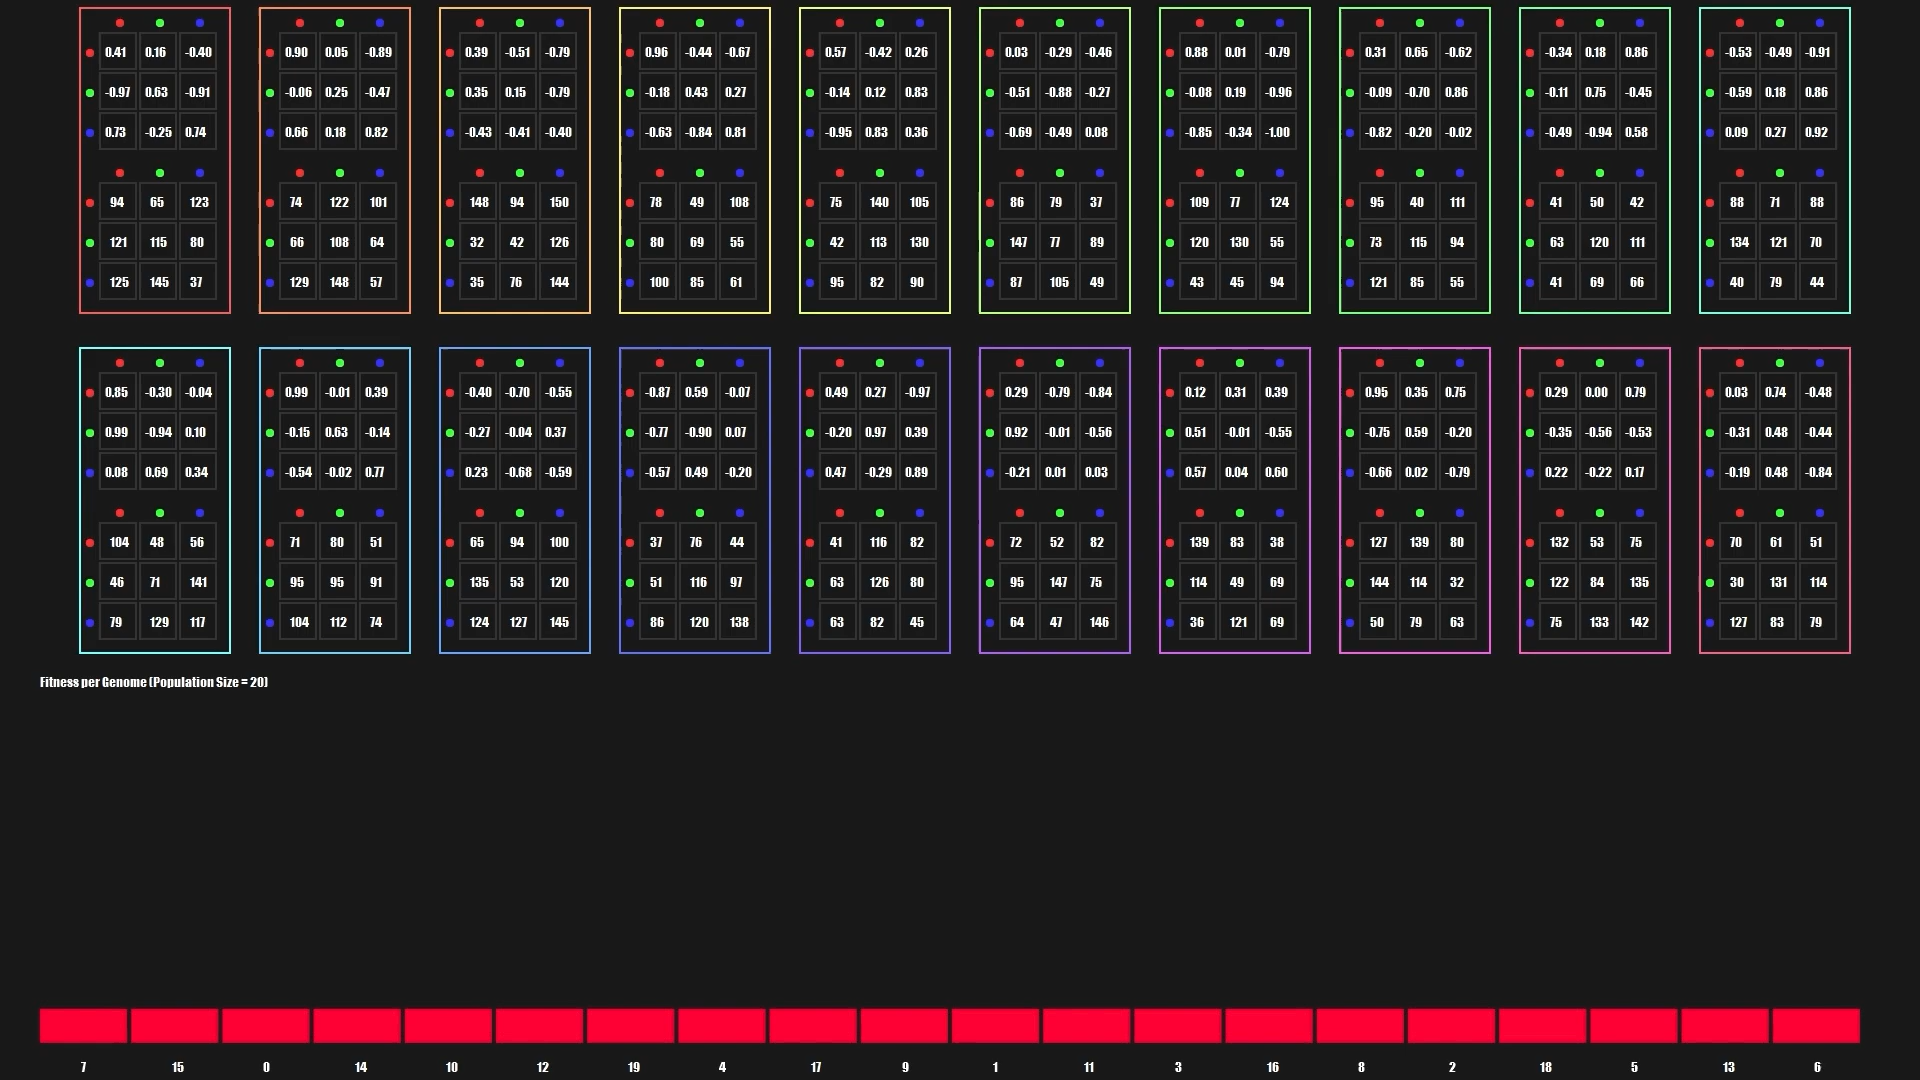 0.41 0.16 -0.40 0.90 0.05 -0.89 0.39 -0.51 -0.79 0.96 -0.44 -0.67 0.57 -0.42 0.26 0.03 -0.29 -0.46 0.88 0.01 -0.79 0.31 0.65 -0.62 -0.34 0.18 0.86 -0.53 -0.49 -0.91
-0.97 0.63 -0.91 -0.06 0.25 -0.47 0.35 0.15 -0.79 -0.18 0.43 0.27 -0.14 0.12 0.83 -0.51 -0.88 -0.27 -0.08 0.19 -0.96 -0.09 -0.70 0.86 -0.11 0.75 -0.45 -0.59 0.18 0.86
0.73 -0.25 0.74 0.66 0.18 0.82 -0.43 -0.41 -0.40 -0.63 -0.84 0.81 -0.95 0.83 0.36 -0.69 -0.49 0.08 -0.85 -0.34 -1.00 -0.82 -0.20 -0.02 -0.49 -0.94 0.58 0.09 0.27 0.92
94 65 123 74 122 101 148 94 150 78 49 108 75 140 105 86 79 37 109 77 124 95 40 111 41 50 42 88 71 88
121 115 80 66 108 64 32 42 126 80 69 55 42 113 130 147 77 89 120 130 55 73 115 94 63 120 111 134 121 70
125 145 37 129 148 57 35 76 144 100 85 61 95 82 90 87 105 49 43 45 94 121 85 55 41 69 66 40 79 44
0.85 -0.30 -0.04 0.99 -0.01 0.39 -0.40 -0.70 -0.55 -0.87 0.59 -0.07 0.49 0.27 -0.97 0.29 -0.79 -0.84 0.12 0.31 0.39 0.95 0.35 0.75 0.29 0.00 0.79 0.03 0.74 -0.48
0.99 -0.94 0.10 -0.15 0.63 -0.14 -0.27 -0.04 0.37 -0.77 -0.90 0.07 -0.20 0.97 0.39 0.92 -0.01 -0.56 0.51 -0.01 -0.55 -0.75 0.59 -0.20 -0.35 -0.56 -0.53 -0.31 0.48 -0.44
0.08 0.69 0.34 -0.54 -0.02 0.77 0.23 -0.68 -0.59 -0.57 0.49 -0.20 0.47 -0.29 0.89 -0.21 0.01 0.03 0.57 0.04 0.60 -0.66 0.02 -0.79 0.22 -0.22 0.17 -0.19 0.48 -0.84
104 48 56 71 80 51 65 94 100 37 76 44 41 116 82 72 52 82 139 83 38 127 139 80 132 53 75 70 61 51
46 71 141 95 95 91 135 53 120 51 116 97 63 126 80 95 147 75 114 49 69 144 114 32 122 84 135 30 131 114
79 129 117 104 112 74 124 127 145 86 120 138 63 82 45 64 47 146 36 121 69 50 79 63 75 133 142 127 83 79
Fitness per Genome (Population Size = 20)
7 15 0 14 10 12 19 4 17 9 1 11 3 16 8 2 18 5 13 6